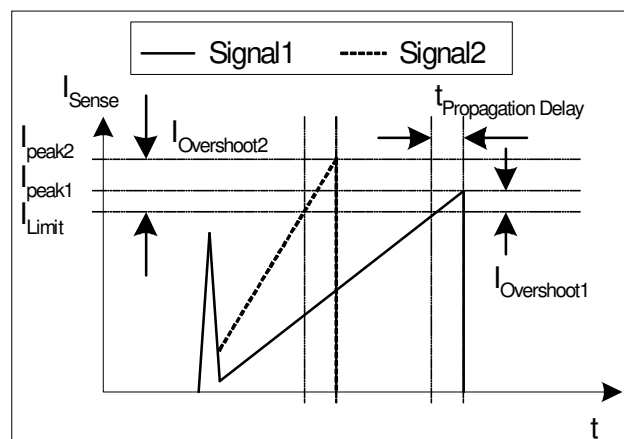 Signal1
Signal2
I_Sense
t_Propagation Delay
I_peak2
I_Overshoot2
I_peak1
I_Limit
I_Overshoot1
t